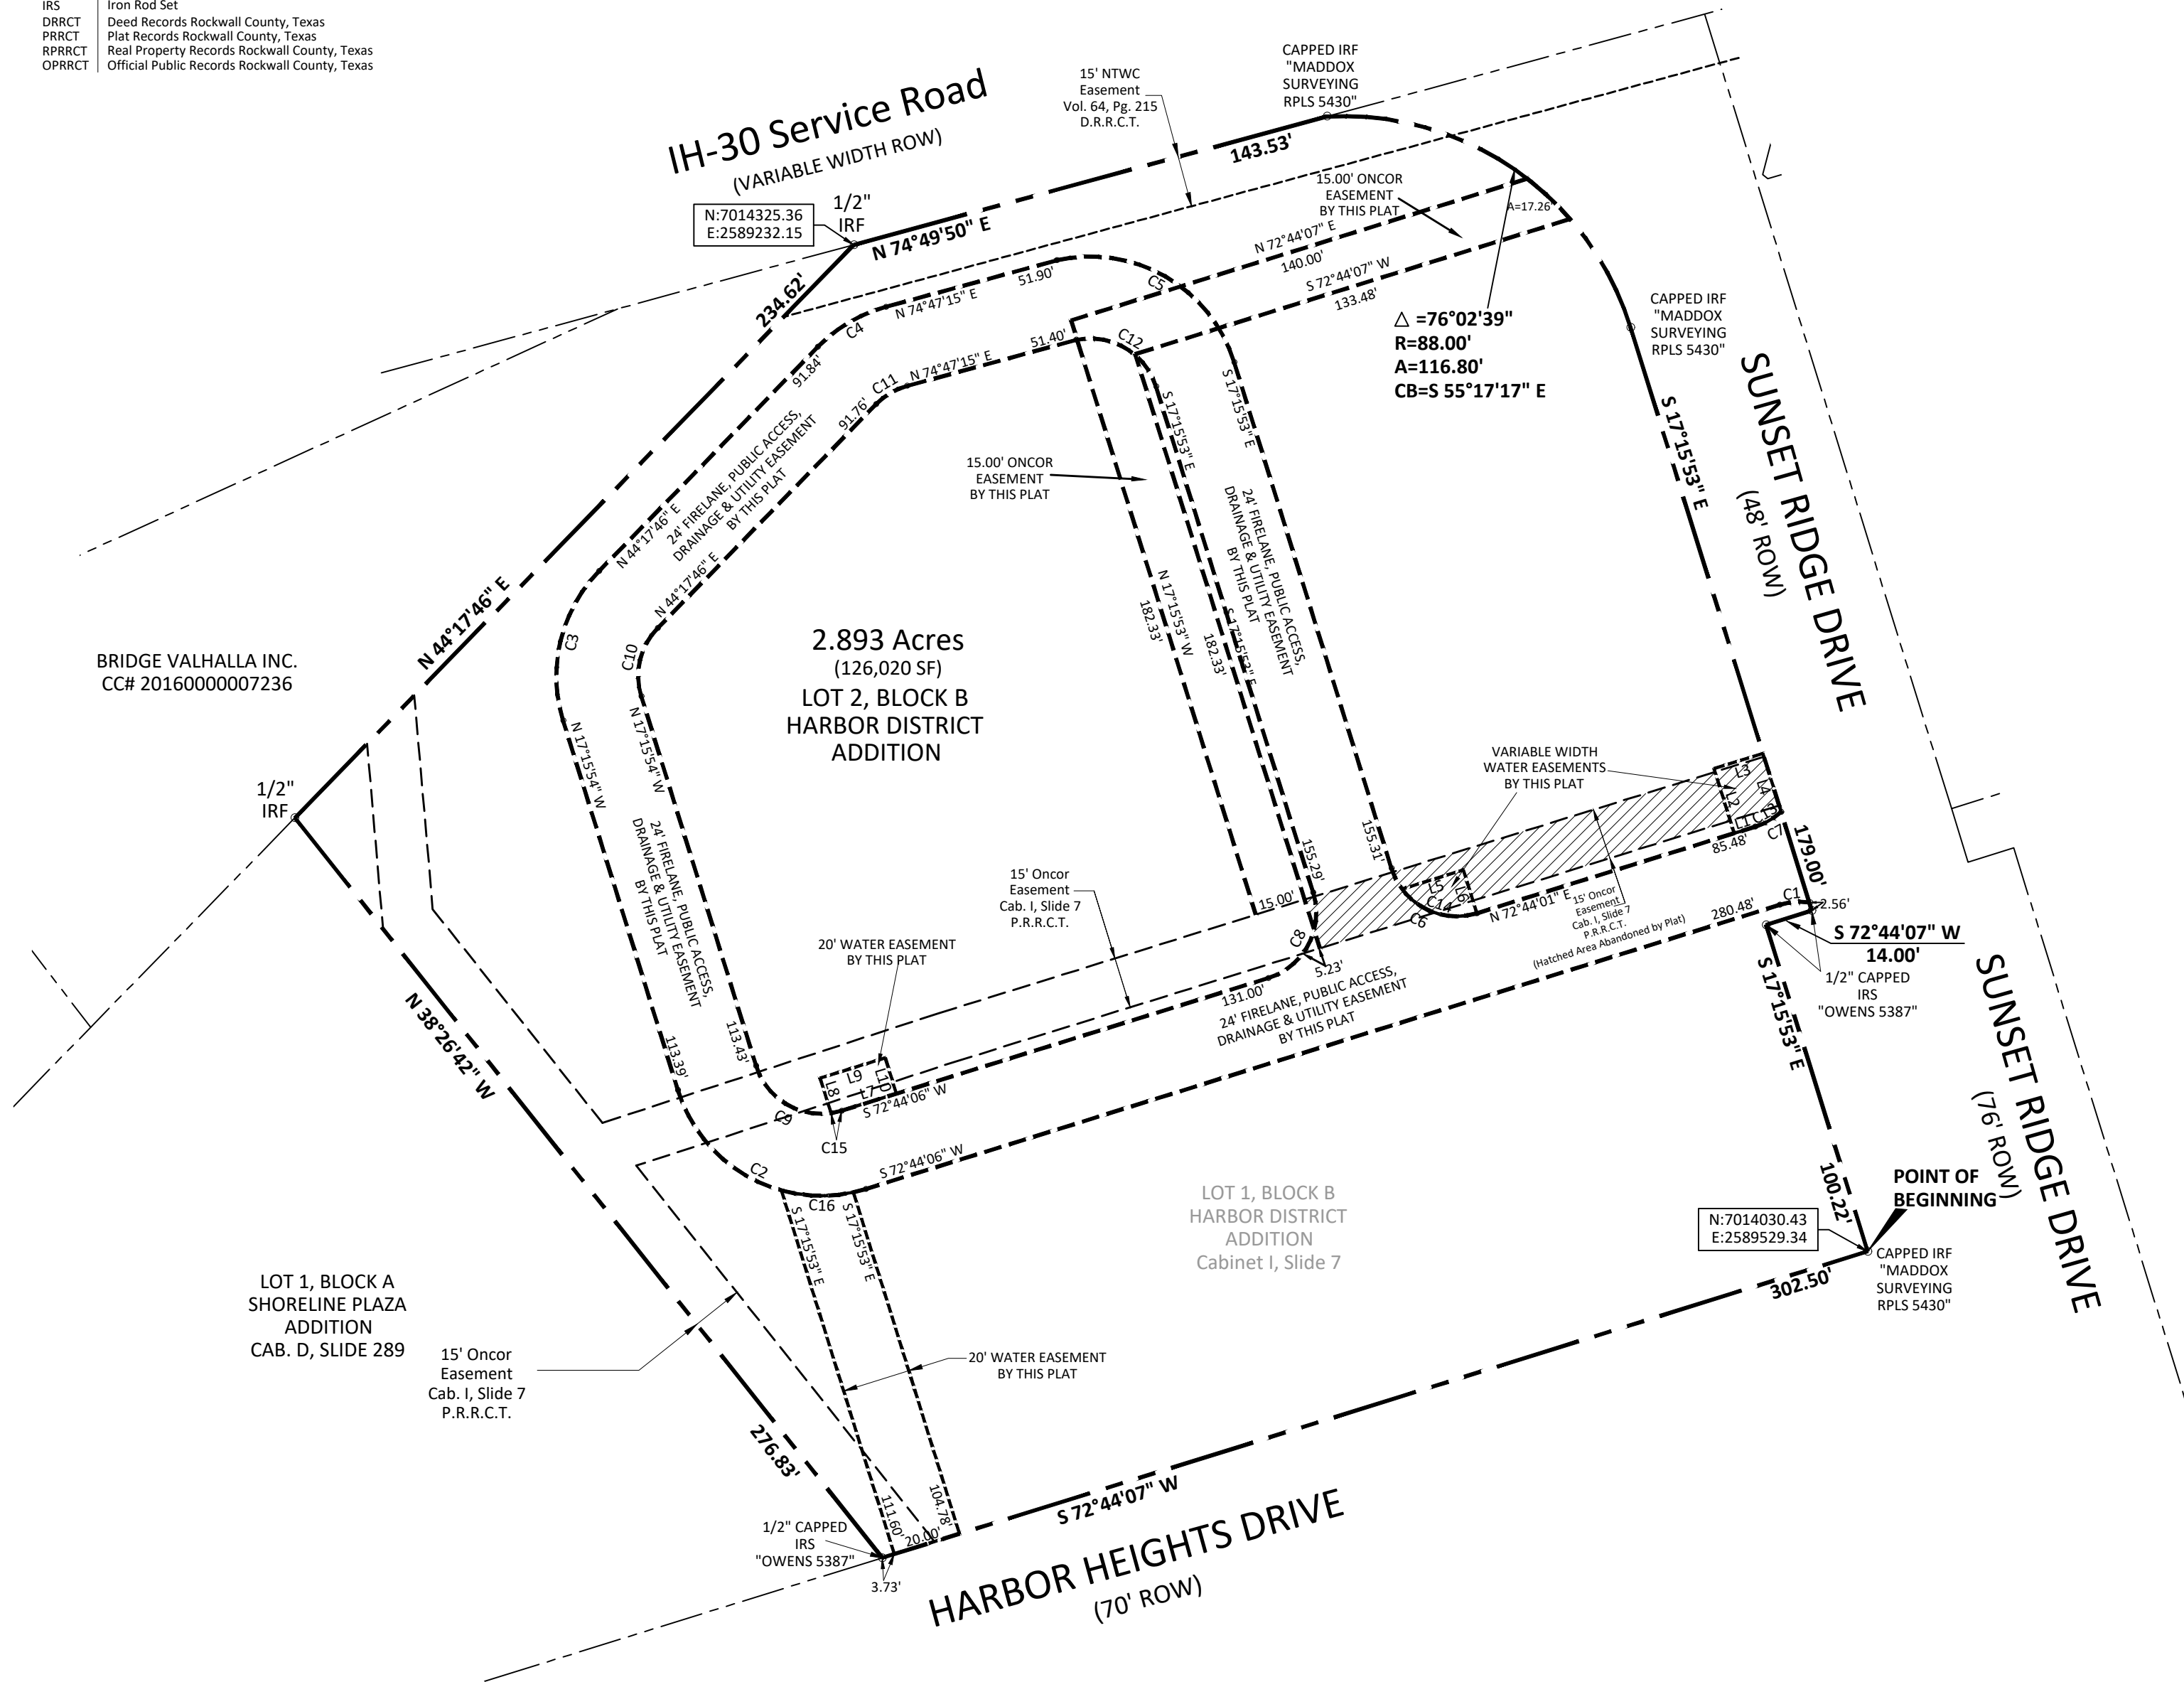 IRS Iron Rod Set
DRRCT Deed Records Rockwall County, Texas
PRRCT Plat Records Rockwall County, Texas
RPRRCT Real Property Records Rockwall County, Texas
OPRRCT Official Public Records Rockwall County, Texas
IH-30 Service Road
(VARIABLE WIDTH ROW)
15' NTWC
Easement
Vol. 64, Pg. 215
D.R.R.C.T.
CAPPED IRF
"MADDOX
SURVEYING
RPLS 5430"
143.53'
N:7014325.36
E:2589232.15
1/2"
IRF
N 74°49'50" E
234.62'
15.00' ONCOR
EASEMENT
BY THIS PLAT
A=17.26'
N 72°44'07" E
140.00'
S 72°44'07" W
133.48'
△ =76°02'39"
R=88.00'
A=116.80'
CB=S 55°17'17" E
CAPPED IRF
"MADDOX
SURVEYING
RPLS 5430"
SUNSET RIDGE DRIVE
(48' ROW)
S 17°15'53" E
C4
N 74°47'15" E
51.90'
C5
91.84'
C11
N 74°47'15" E
51.40'
C12
91.76'
N 44°17'46" E
24' FIRELANE, PUBLIC ACCESS,
DRAINAGE & UTILITY EASEMENT
BY THIS PLAT
N 44°17'46" E
15.00' ONCOR
EASEMENT
BY THIS PLAT
S 17°15'53" E
S 17°15'53" E
24' FIRELANE, PUBLIC ACCESS,
DRAINAGE & UTILITY EASEMENT
BY THIS PLAT
N 17°15'53" W
182.33'
S 17°15'53" E
182.33'
N 44°17'46" E
C3
C10
BRIDGE VALHALLA INC.
CC# 20160000007236
2.893 Acres
(126,020 SF)
LOT 2, BLOCK B
HARBOR DISTRICT
ADDITION
1/2"
IRF
N 17°15'54" W
N 17°15'54" W
24' FIRELANE, PUBLIC ACCESS,
DRAINAGE & UTILITY EASEMENT
BY THIS PLAT
113.39'
113.43'
VARIABLE WIDTH
WATER EASEMENTS
BY THIS PLAT
L3
L4
L2
L1
C13
C7
85.48'
179.00'
155.31'
155.29'
15.00'
L5
L6
C14
C6
N 72°44'01" E
15' Oncor
Easement
Cab. I, Slide 7
P.R.R.C.T.
(Hatched Area Abandoned by Plat)
280.48'
C1
2.56'
S 72°44'07" W
14.00'
1/2" CAPPED
IRS
"OWENS 5387"
15' Oncor
Easement
Cab. I, Slide 7
P.R.R.C.T.
C8
5.23'
131.00'
24' FIRELANE, PUBLIC ACCESS,
DRAINAGE & UTILITY EASEMENT
BY THIS PLAT
20' WATER EASEMENT
BY THIS PLAT
L9
L10
L8
L7
S 72°44'06" W
C9
C15
C2
C16
S 72°44'06" W
N 38°26'42" W
S 17°15'53" E
100.22'
SUNSET RIDGE DRIVE
(76' ROW)
POINT OF
BEGINNING
N:7014030.43
E:2589529.34
CAPPED IRF
"MADDOX
SURVEYING
RPLS 5430"
302.50'
LOT 1, BLOCK B
HARBOR DISTRICT
ADDITION
Cabinet I, Slide 7
S 17°15'53" E
S 17°15'53" E
LOT 1, BLOCK A
SHORELINE PLAZA
ADDITION
CAB. D, SLIDE 289
15' Oncor
Easement
Cab. I, Slide 7
P.R.R.C.T.
20' WATER EASEMENT
BY THIS PLAT
276.83'
111.60'
104.78'
20.00'
1/2" CAPPED
IRS
"OWENS 5387"
3.73'
S 72°44'07" W
HARBOR HEIGHTS DRIVE
(70' ROW)